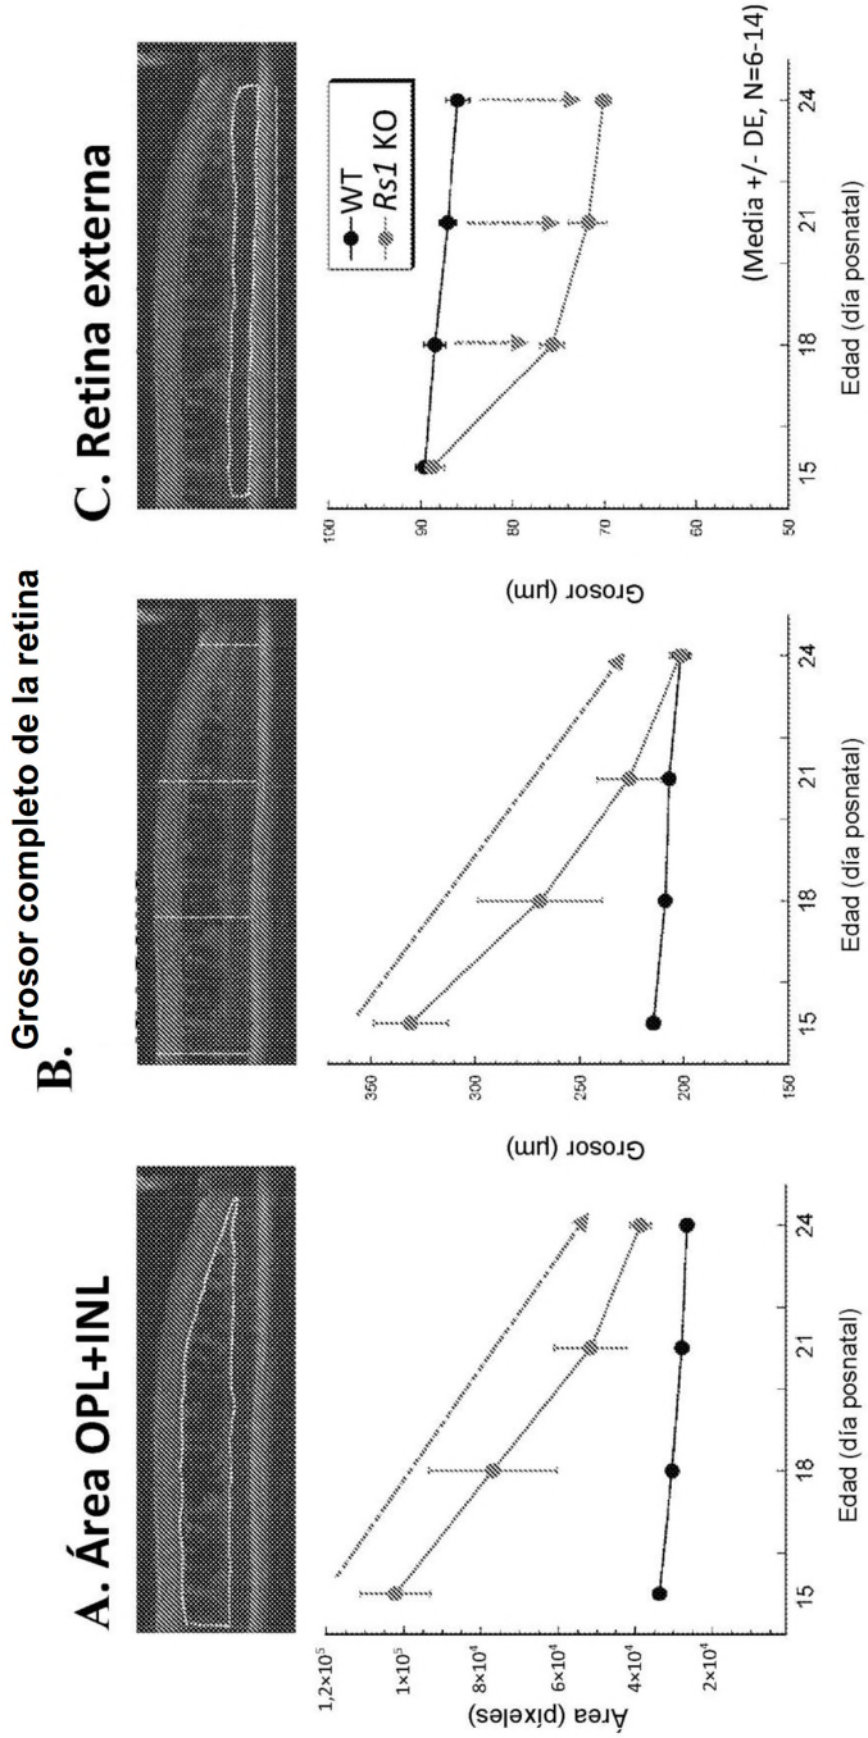 A. Área OPL+INL
Área (píxeles)
1,2×10⁵
1×10⁵
8×10⁴
6×10⁴
4×10⁴
2×10⁴
15
18
21
24
Edad (día posnatal)
B.
Grosor completo de la retina
Grosor (µm)
350
300
250
200
150
15
18
21
24
Edad (día posnatal)
C. Retina externa
Grosor (µm)
100
90
80
70
60
50
WT
Rs1 KO
(Media +/- DE, N=6-14)
15
18
21
24
Edad (día posnatal)